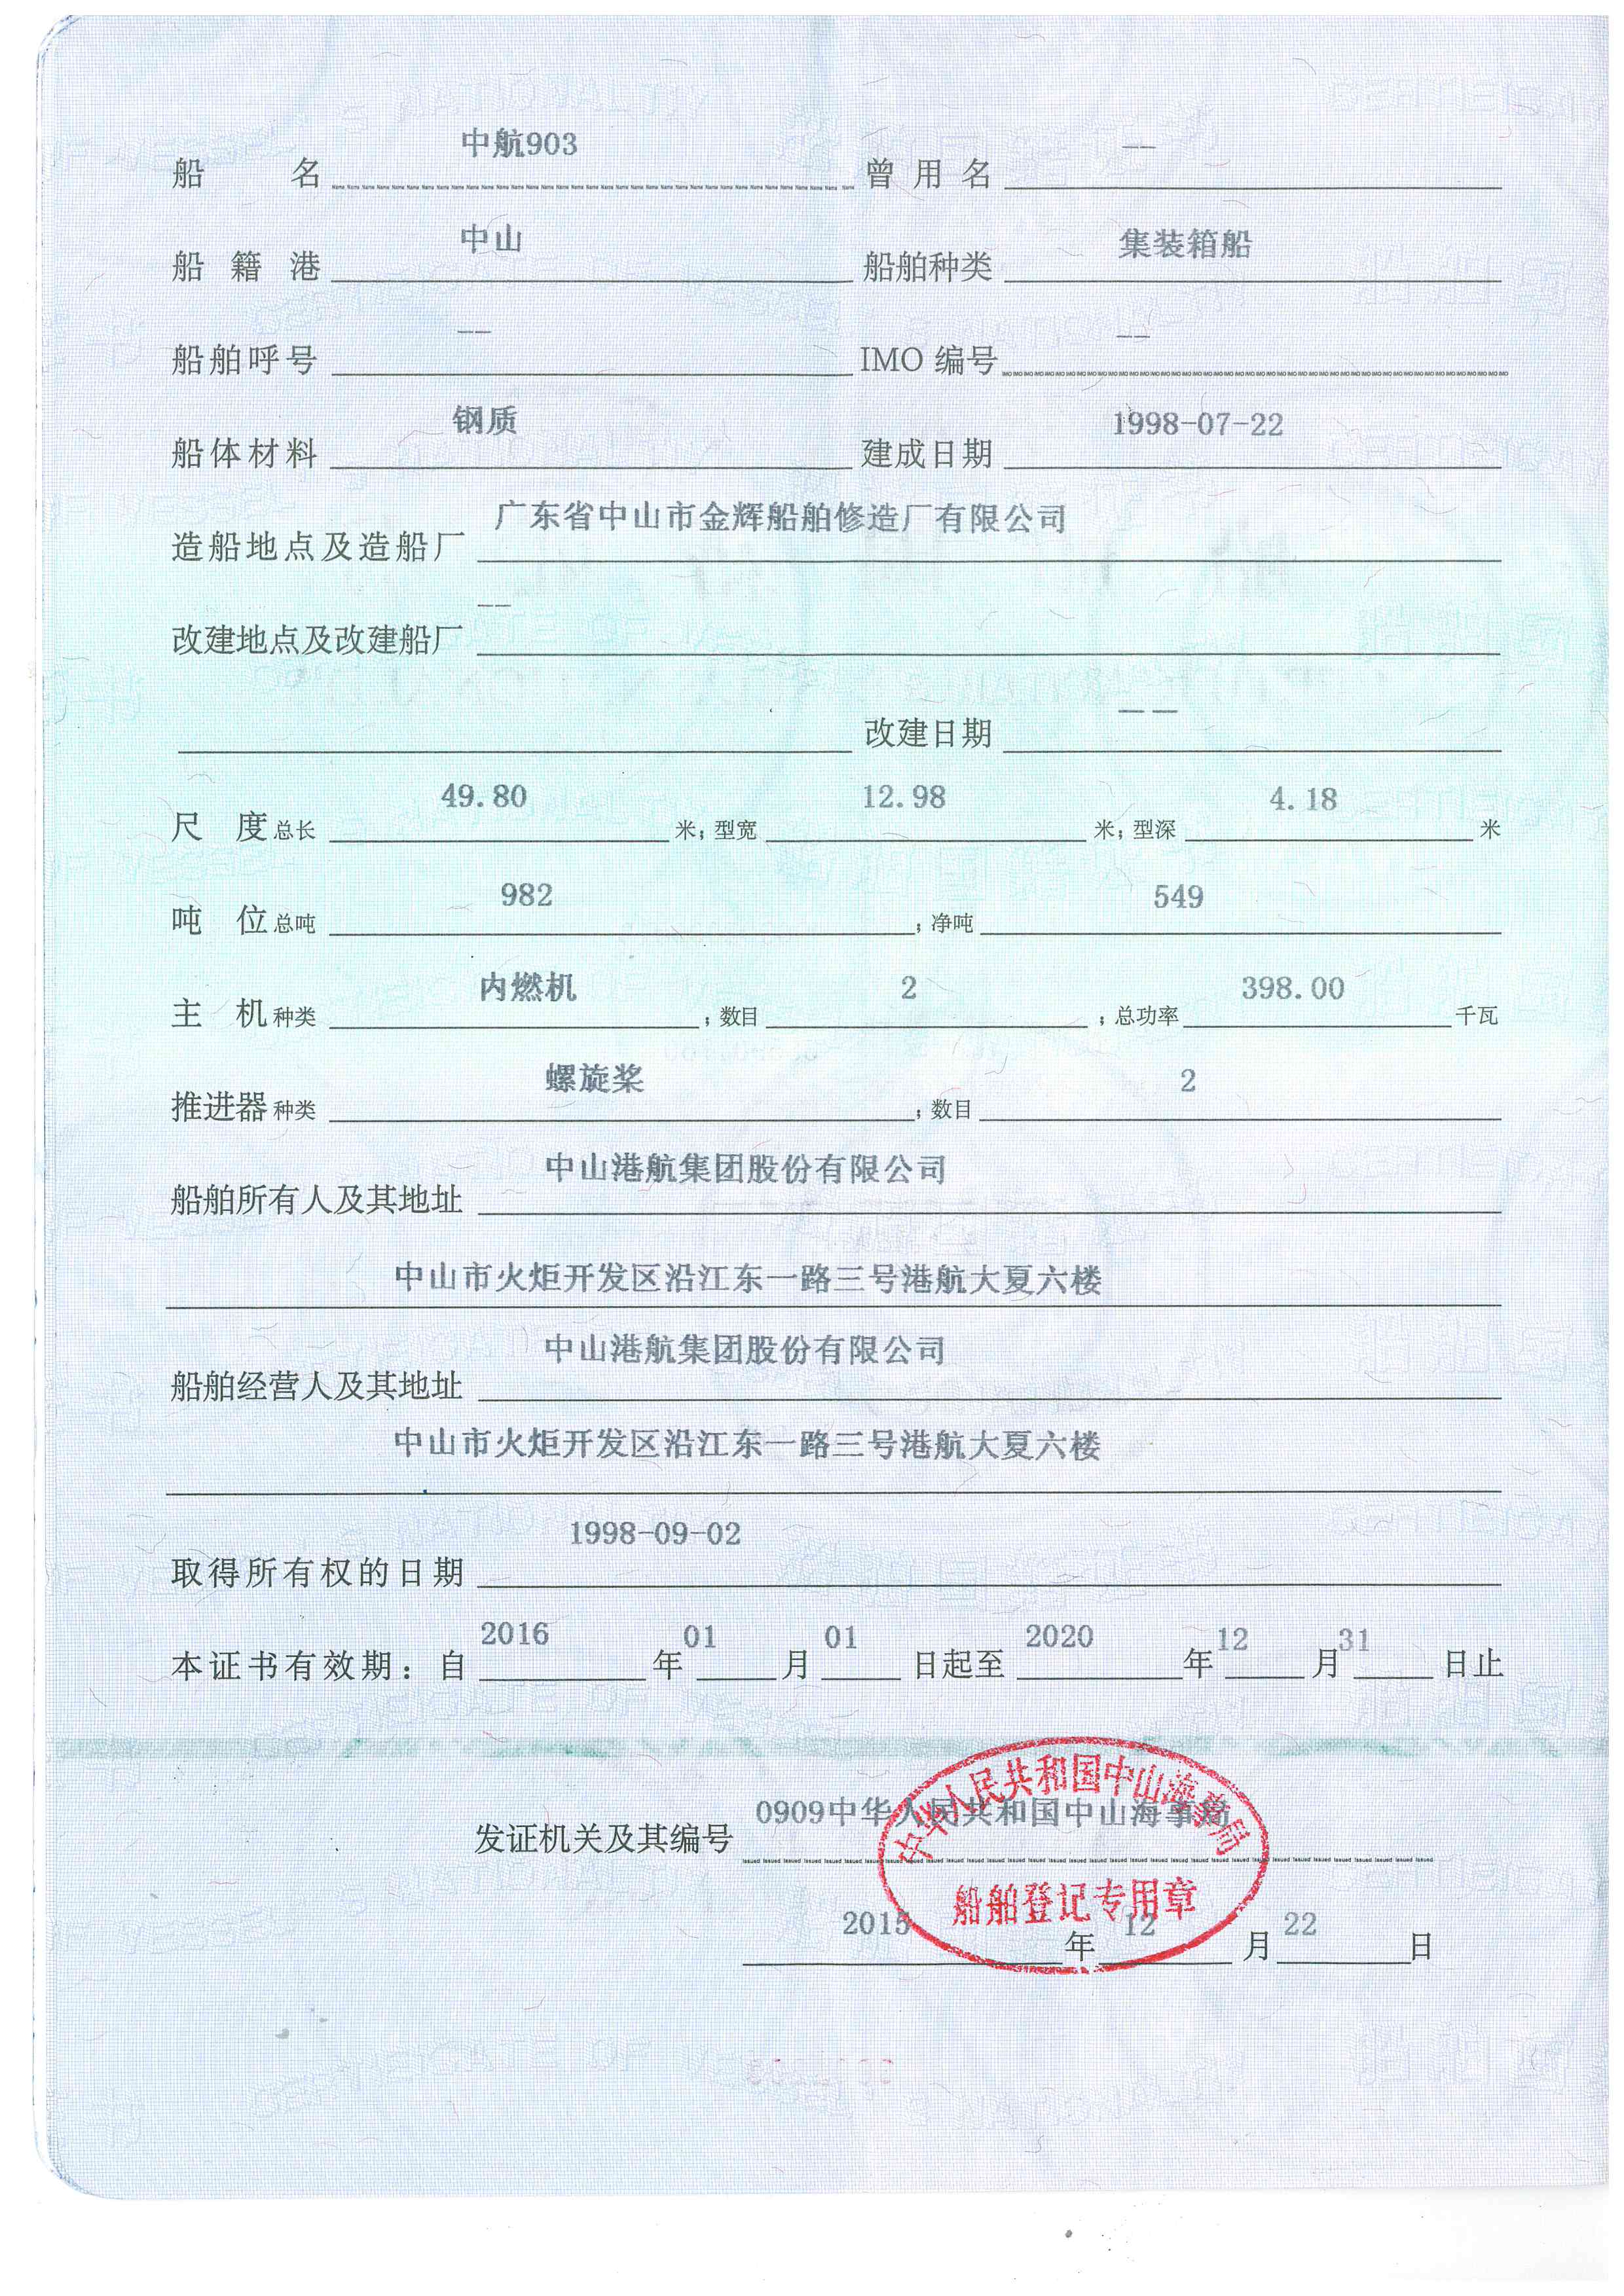 船名 中航903 曾用名 --
船籍港 中山 船舶种类 集装箱船
船舶呼号 -- IMO 编号 --
船体材料 钢质 建成日期 1998-07-22
造船地点及造船厂 广东省中山市金辉船舶修造厂有限公司
改建地点及改建船厂 --
改建日期 -- --
尺度 总长 49.80 米; 型宽 12.98 米; 型深 4.18 米
吨位 总吨 982 ; 净吨 549
主机 种类 内燃机 ; 数目 2 ; 总功率 398.00 千瓦
推进器 种类 螺旋桨 ; 数目 2
船舶所有人及其地址 中山港航集团股份有限公司
中山市火炬开发区沿江东一路三号港航大夏六楼
船舶经营人及其地址 中山港航集团股份有限公司
中山市火炬开发区沿江东一路三号港航大夏六楼
取得所有权的日期 1998-09-02
本证书有效期: 自 2016 年 01 月 01 日起至 2020 年 12 月 31 日止
发证机关及其编号 0909中华人民共和国中山海事局
中华人民共和国中山海事局
船舶登记专用章
2015 年 12 月 22 日